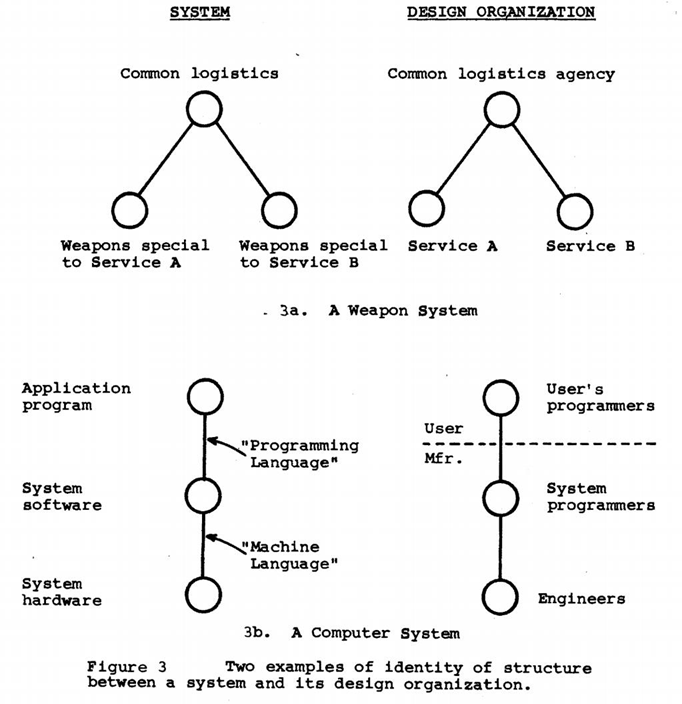 SYSTEM
DESIGN ORGANIZATION
Common logistics
Common logistics agency
Weapons special
to Service A
Weapons special
to Service B
Service A
Service B
3a. A Weapon System
Application
program
"Programming
Language"
System
software
"Machine
Language"
System
hardware
User's
programmers
User
Mfr.
System
programmers
Engineers
3b. A Computer System
Figure 3 Two examples of identity of structure
between a system and its design organization.